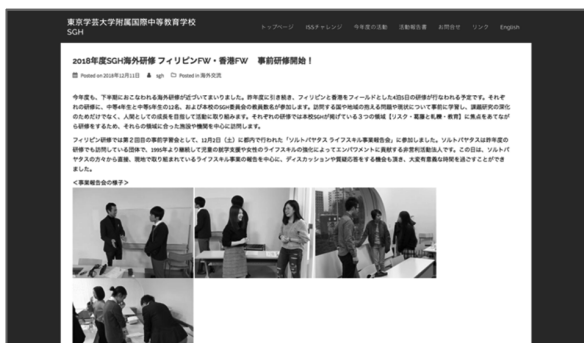 東京学芸大学附属国際中等教育学校
SGH
トップページ ISSチャレンジ 今年度の活動 活動報告書 お問合せ リンク English
2018年度SGH海外研修 フィリピンFW・香港FW 事前研修開始！
Posted on 2018年12月11日 sgh Posted in 海外交流
今年度も、下半期におこなわれる海外研修が近づいてまいりました。昨年度に引き続き、フィリピンと香港をフィールドとした4泊5日の研修が行なわれる予定です。それぞ
れの研修に、中等4年生と中等5年生の12名、および本校のSGH委員会の教員数名が参加します。訪問する国や地域の抱える問題や現状について事前に学習し、課題研究の深化
のためだけでなく、人間としての成長を目指して活動に取り組みます。それぞれの研修では本校SGHが掲げている３つの領域【リスク・葛藤と礼機・教育】に焦点をあてなが
ら研修をするため、それらの領域に合った施設や機関を中心に訪問します。
フィリピン研修では第２回目の事前学習会として、12月2日（土）に都内で行われた「ソルトパヤタス ライフスキル事業報告会」に参加しました。ソルトパヤタスは昨年度の
研修でも訪問している団体で、1995年より継続して児童の就学支援や女性のライフスキルの強化によってエンパワメントに貢献する非営利活動法人です。この日は、ソルトパ
ヤタスの方々から直接、現地で取り組まれているライフスキル事業の報告を中心に、ディスカッションや質疑応答をする機会も頂き、大変有意義な時間を過ごすことができ
ました。
＜事業報告会の様子＞